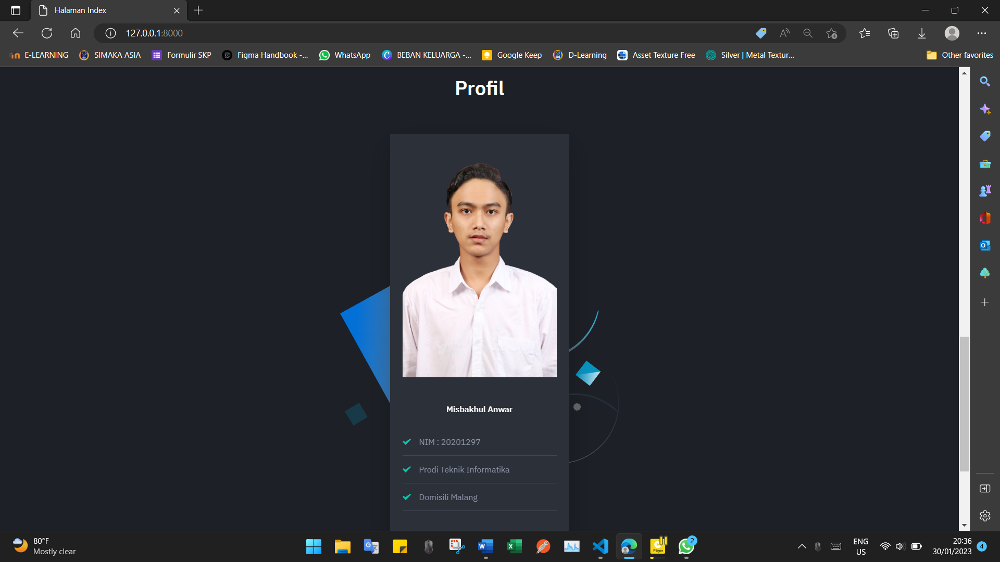 Halaman Index
127.0.0.1:8000
E-LEARNING SIMAKA ASIA Formulir SKP Figma Handbook -... WhatsApp BEBAN KELUARGA -... Google Keep D-Learning Asset Texture Free Silver | Metal Textur... Other favorites
Profil
Misbakhul Anwar
NIM : 20201297
Prodi Teknik Informatika
Domisili Malang
80°F
Mostly clear
2
ENG
US
20:36
30/01/2023
4